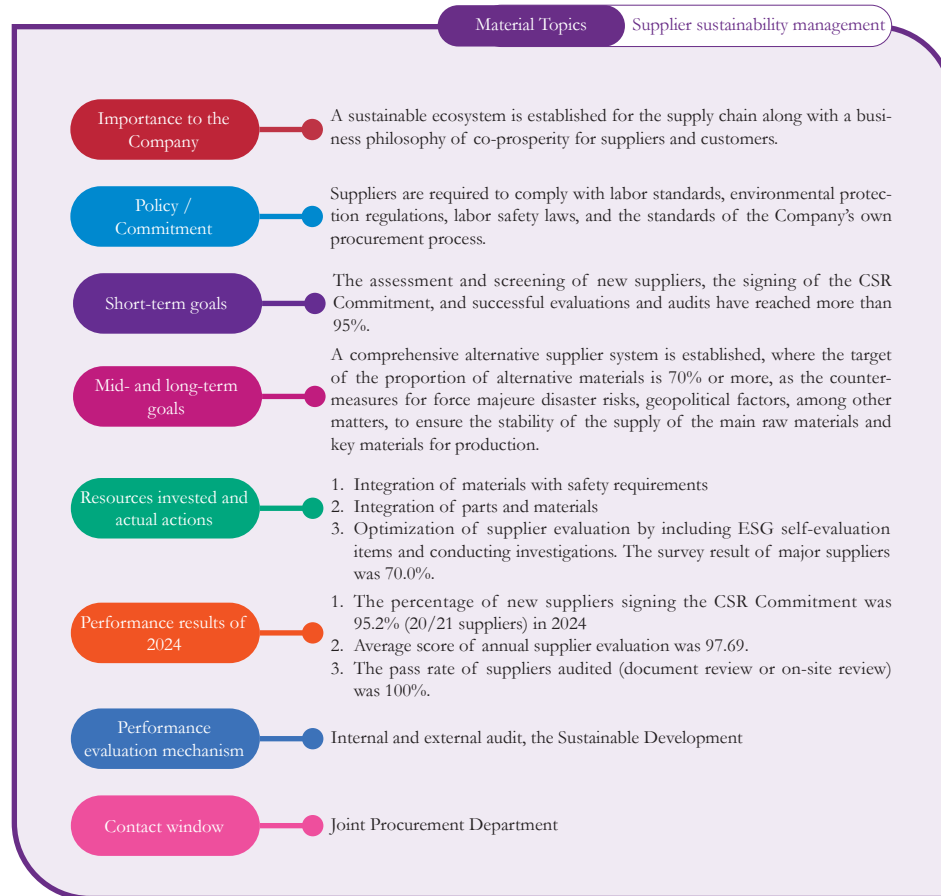 Material Topics
Supplier sustainability management
Importance to the
Company
A sustainable ecosystem is established for the supply chain along with a busi-
ness philosophy of co-prosperity for suppliers and customers.
Policy /
Commitment
Suppliers are required to comply with labor standards, environmental protec-
tion regulations, labor safety laws, and the standards of the Company’s own
procurement process.
Short-term goals
The assessment and screening of new suppliers, the signing of the CSR
Commitment, and successful evaluations and audits have reached more than
95%.
Mid- and long-term
goals
A comprehensive alternative supplier system is established, where the target
of the proportion of alternative materials is 70% or more, as the counter-
measures for force majeure disaster risks, geopolitical factors, among other
matters, to ensure the stability of the supply of the main raw materials and
key materials for production.
Resources invested and
actual actions
1. Integration of materials with safety requirements
2. Integration of parts and materials
3. Optimization of supplier evaluation by including ESG self-evaluation
items and conducting investigations. The survey result of major suppliers
was 70.0%.
Performance results of
2024
1. The percentage of new suppliers signing the CSR Commitment was
95.2% (20/21 suppliers) in 2024
2. Average score of annual supplier evaluation was 97.69.
3. The pass rate of suppliers audited (document review or on-site review)
was 100%.
Performance
evaluation mechanism
Internal and external audit, the Sustainable Development
Contact window
Joint Procurement Department